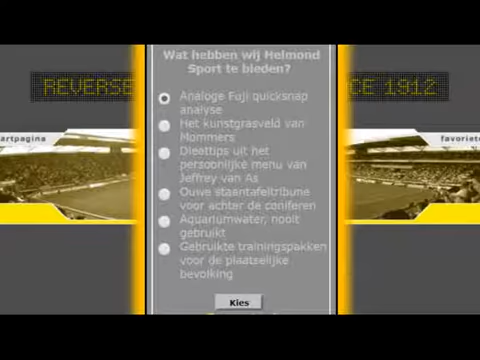 Wat hebben wij Helmond
Sport te bieden?
REVERSE
CE 1912
Analoge Fuji quicksnap
analyse
Het kunstgrasveld van
Mommers
artpagina
favoriete
Dieettips uit het
persoonlijke menu van
Jeffrey van As
Ouwe staantafeltribune
voor achter de coniferen
Aquariumwater, nooit
gebruikt
Gebruikte trainingspakken
voor de plaatselijke
bevolking
Kies